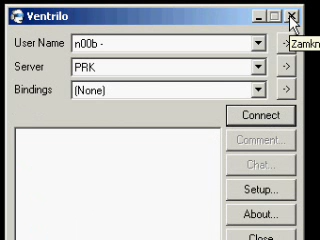 Ventrilo
User Name n00b - ->
Zamkn
Server PRK ->
Bindings (None) ->
Connect
Comment...
Chat...
Setup...
About...
Close